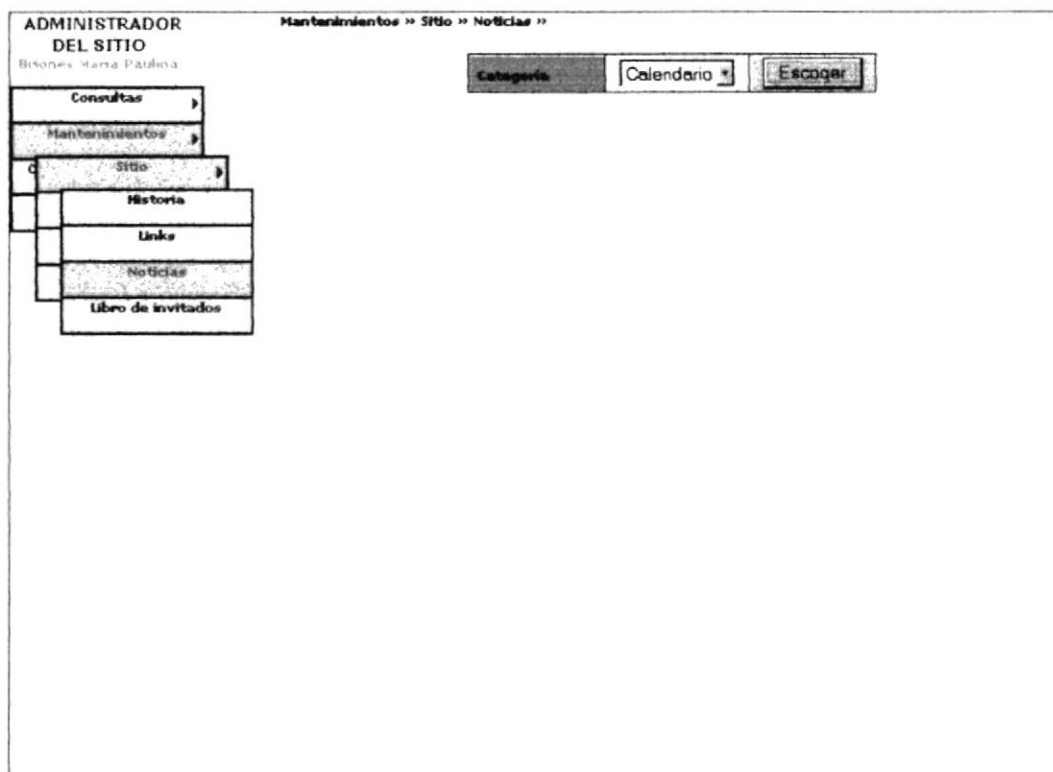 ADMINISTRADOR
DEL SITIO
Mantenimientos » Sitio » Noticias »
Categoría
Calendario
Escoger
Consultas
Mantenimientos
Sitio
Historia
Links
Noticias
Libro de invitados